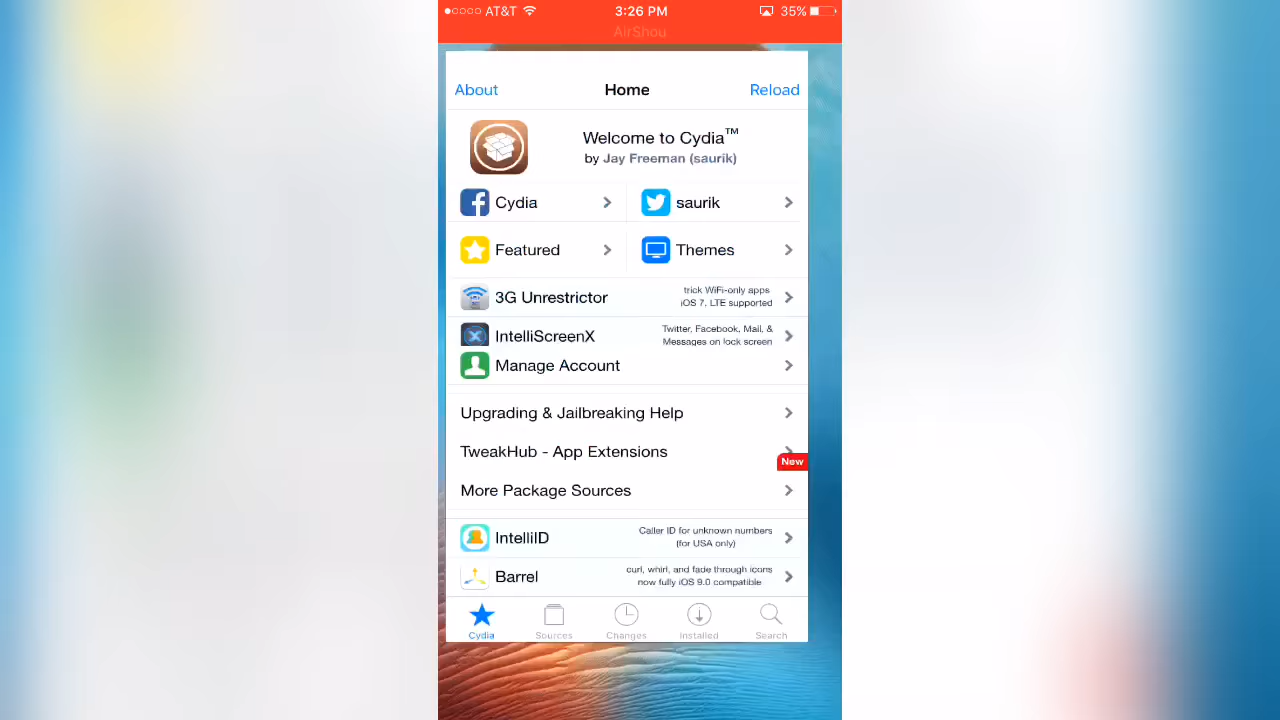 AT&T 3:26 PM 35%
AirShou
About Home Reload
Welcome to Cydia™
by Jay Freeman (saurik)
Cydia saurik
Featured Themes
3G Unrestrictor trick WiFi-only apps
iOS 7, LTE supported
IntelliScreenX Twitter, Facebook, Mail, &
Messages on lock screen
Manage Account
Upgrading & Jailbreaking Help
TweakHub - App Extensions
New
More Package Sources
IntelliID Caller ID for unknown numbers
(for USA only)
Barrel curl, whirl, and fade through icons
now fully iOS 9.0 compatible
Cydia Sources Changes Installed Search